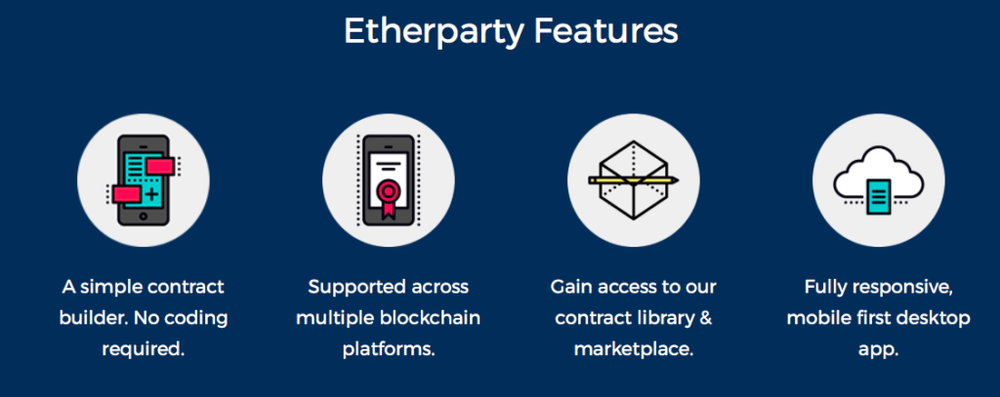 Etherparty Features
A simple contract
builder. No coding
required.
Supported across
multiple blockchain
platforms.
Gain access to our
contract library &
marketplace.
Fully responsive,
mobile first desktop
app.